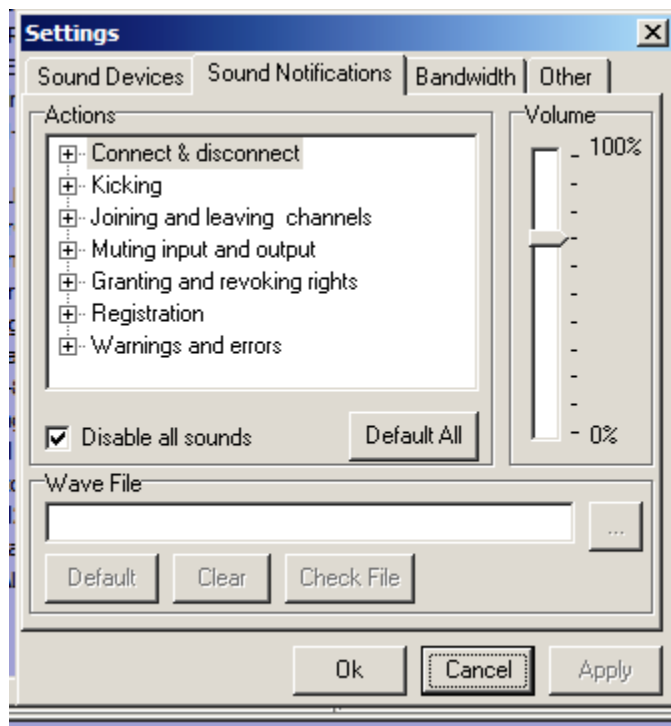 Settings
Sound Devices Sound Notifications Bandwidth Other
Actions
Connect & disconnect
Kicking
Joining and leaving channels
Muting input and output
Granting and revoking rights
Registration
Warnings and errors
Disable all sounds
Default All
Volume
100%
0%
Wave File
...
Default Clear Check File
Ok Cancel Apply